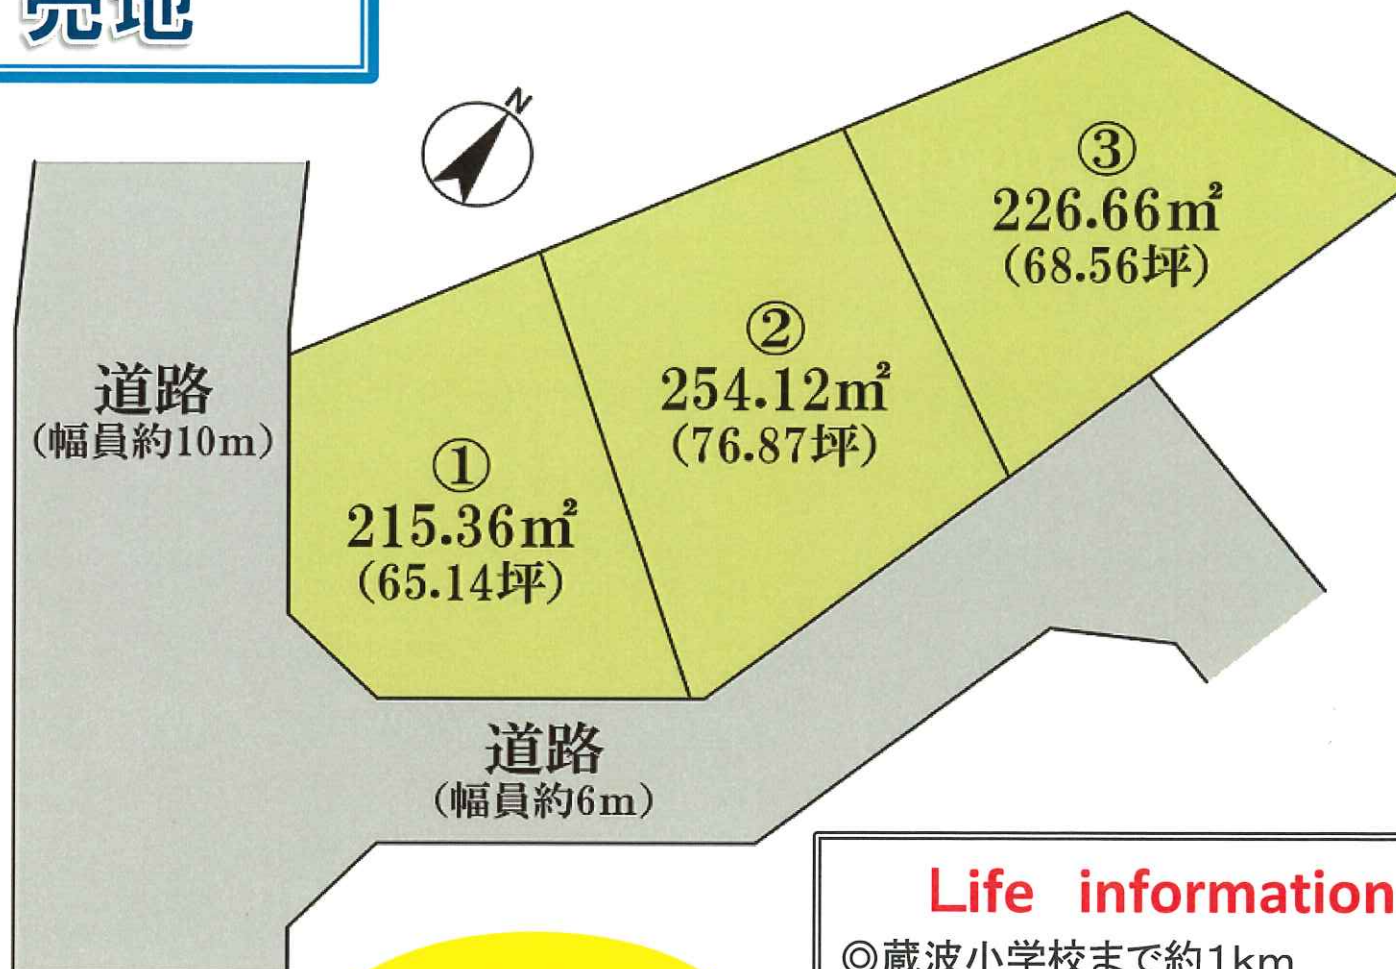 売地
N
③
226.66㎡
(68.56坪)
②
254.12㎡
(76.87坪)
道路
(幅員約10m)
①
215.36㎡
(65.14坪)
道路
(幅員約6m)
Life information
◎蔵波小学校まで約1km